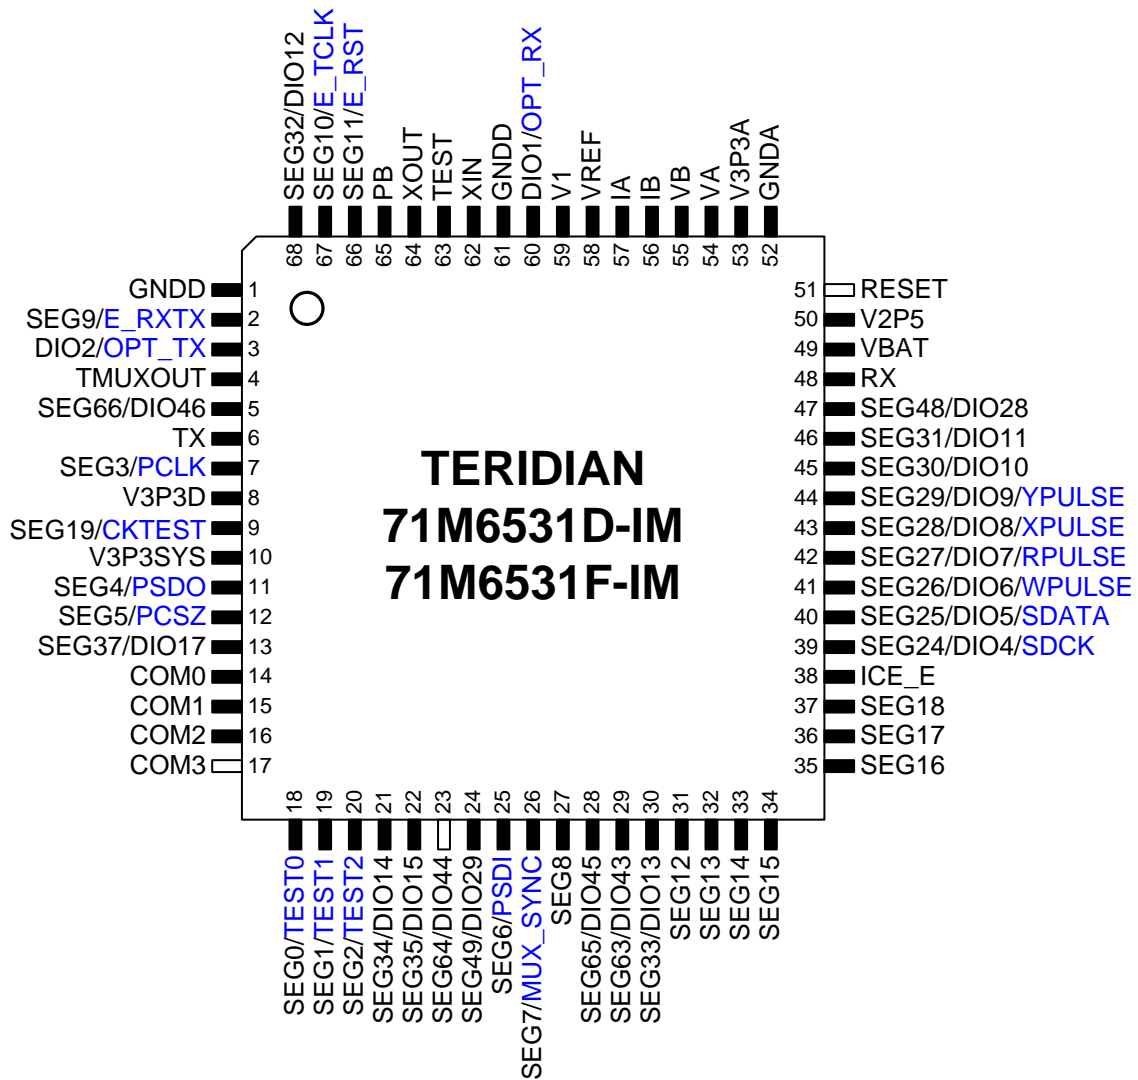 SEG32/DIO12
SEG10/E_TCLK
SEG11/E_RST
PB
XOUT
TEST
XIN
GNDD
DIO1/OPT_RX
V1
VREF
IA
IB
VB
VA
V3P3A
GNDA
68
67
66
65
64
63
62
61
60
59
58
57
56
55
54
53
52
GNDD 1
SEG9/E_RXTX 2
DIO2/OPT_TX 3
TMUXOUT 4
SEG66/DIO46 5
TX 6
SEG3/PCLK 7
V3P3D 8
SEG19/CKTEST 9
V3P3SYS 10
SEG4/PSDO 11
SEG5/PCSZ 12
SEG37/DIO17 13
COM0 14
COM1 15
COM2 16
COM3 17
TERIDIAN
71M6531D-IM
71M6531F-IM
51 RESET
50 V2P5
49 VBAT
48 RX
47 SEG48/DIO28
46 SEG31/DIO11
45 SEG30/DIO10
44 SEG29/DIO9/YPULSE
43 SEG28/DIO8/XPULSE
42 SEG27/DIO7/RPULSE
41 SEG26/DIO6/WPULSE
40 SEG25/DIO5/SDATA
39 SEG24/DIO4/SDCK
38 ICE_E
37 SEG18
36 SEG17
35 SEG16
18
19
20
21
22
23
24
25
26
27
28
29
30
31
32
33
34
SEG0/TEST0
SEG1/TEST1
SEG2/TEST2
SEG34/DIO14
SEG35/DIO15
SEG64/DIO44
SEG49/DIO29
SEG6/PSDI
SEG7/MUX_SYNC
SEG8
SEG65/DIO45
SEG63/DIO43
SEG33/DIO13
SEG12
SEG13
SEG14
SEG15